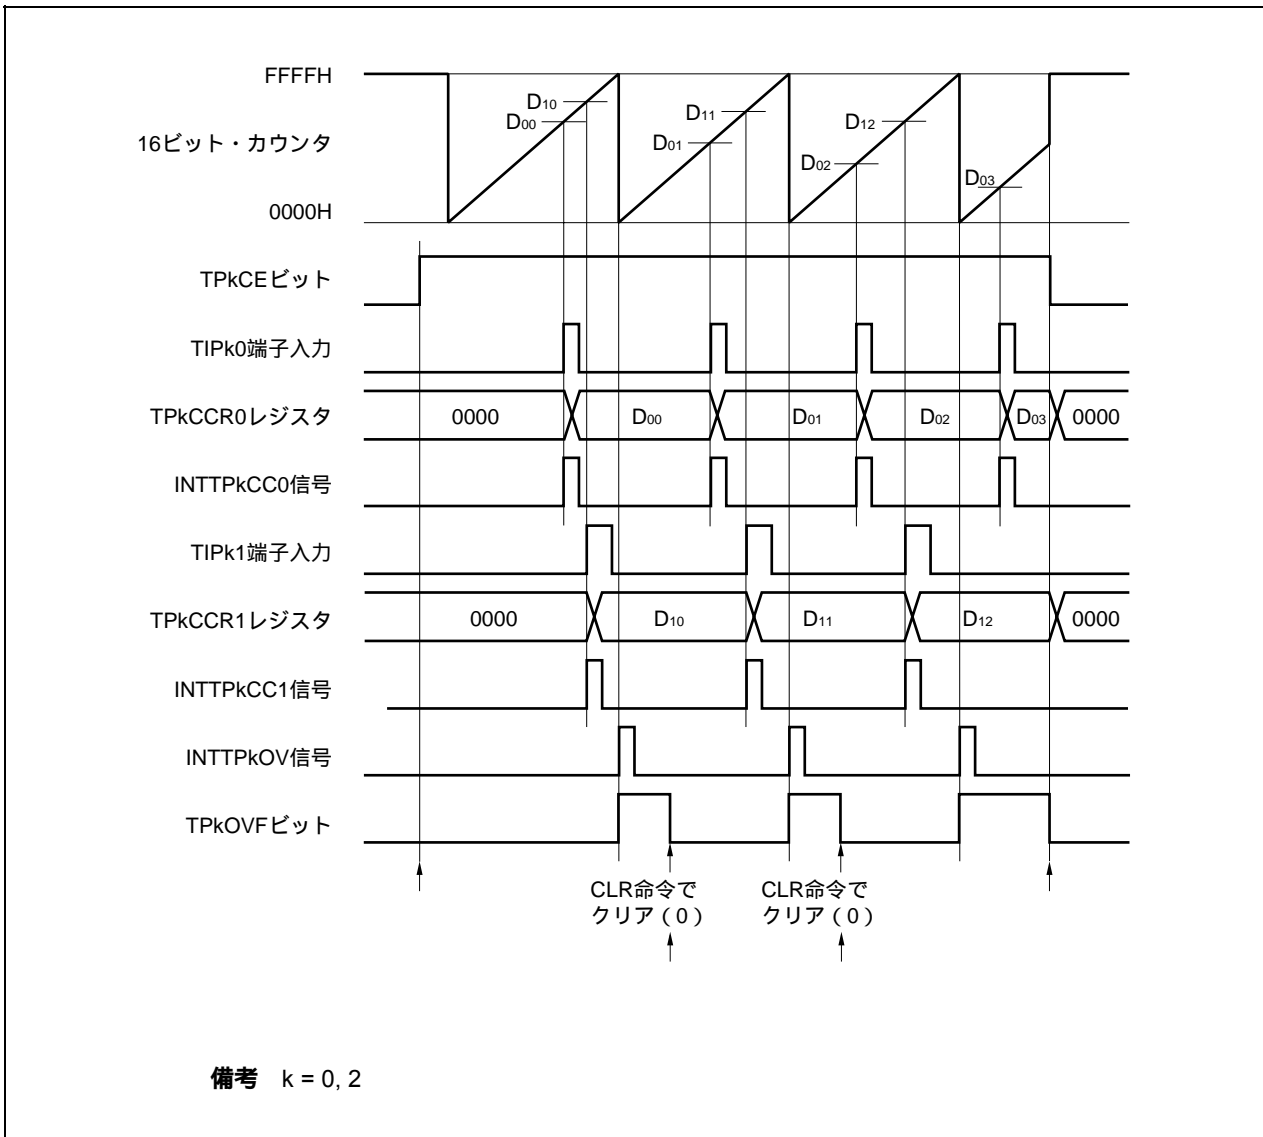 FFFFH
16ビット・カウンタ
0000H
D10
D00
D11
D01
D12
D02
D03
TPkCEビット
TIPk0端子入力
TPkCCR0レジスタ
0000
D00
D01
D02
D03
0000
INTTPkCC0信号
TIPk1端子入力
TPkCCR1レジスタ
0000
D10
D11
D12
0000
INTTPkCC1信号
INTTPkOV信号
TPkOVFビット
CLR命令で
クリア(0)
CLR命令で
クリア(0)
備考 k = 0, 2